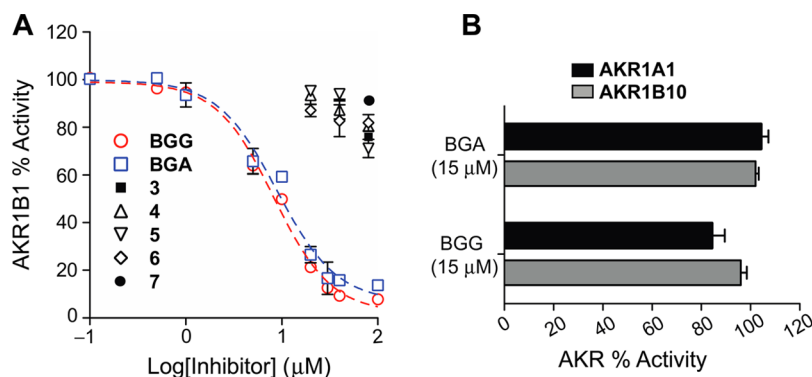 A
AKR1B1 % Activity
120
100
80
60
40
20
0
BGG
BGA
3
4
5
6
7
–1
0
1
2
Log[Inhibitor] (μM)
B
AKR1A1
AKR1B10
BGA
(15 μM)
BGG
(15 μM)
0
20
40
60
80
100
120
AKR % Activity